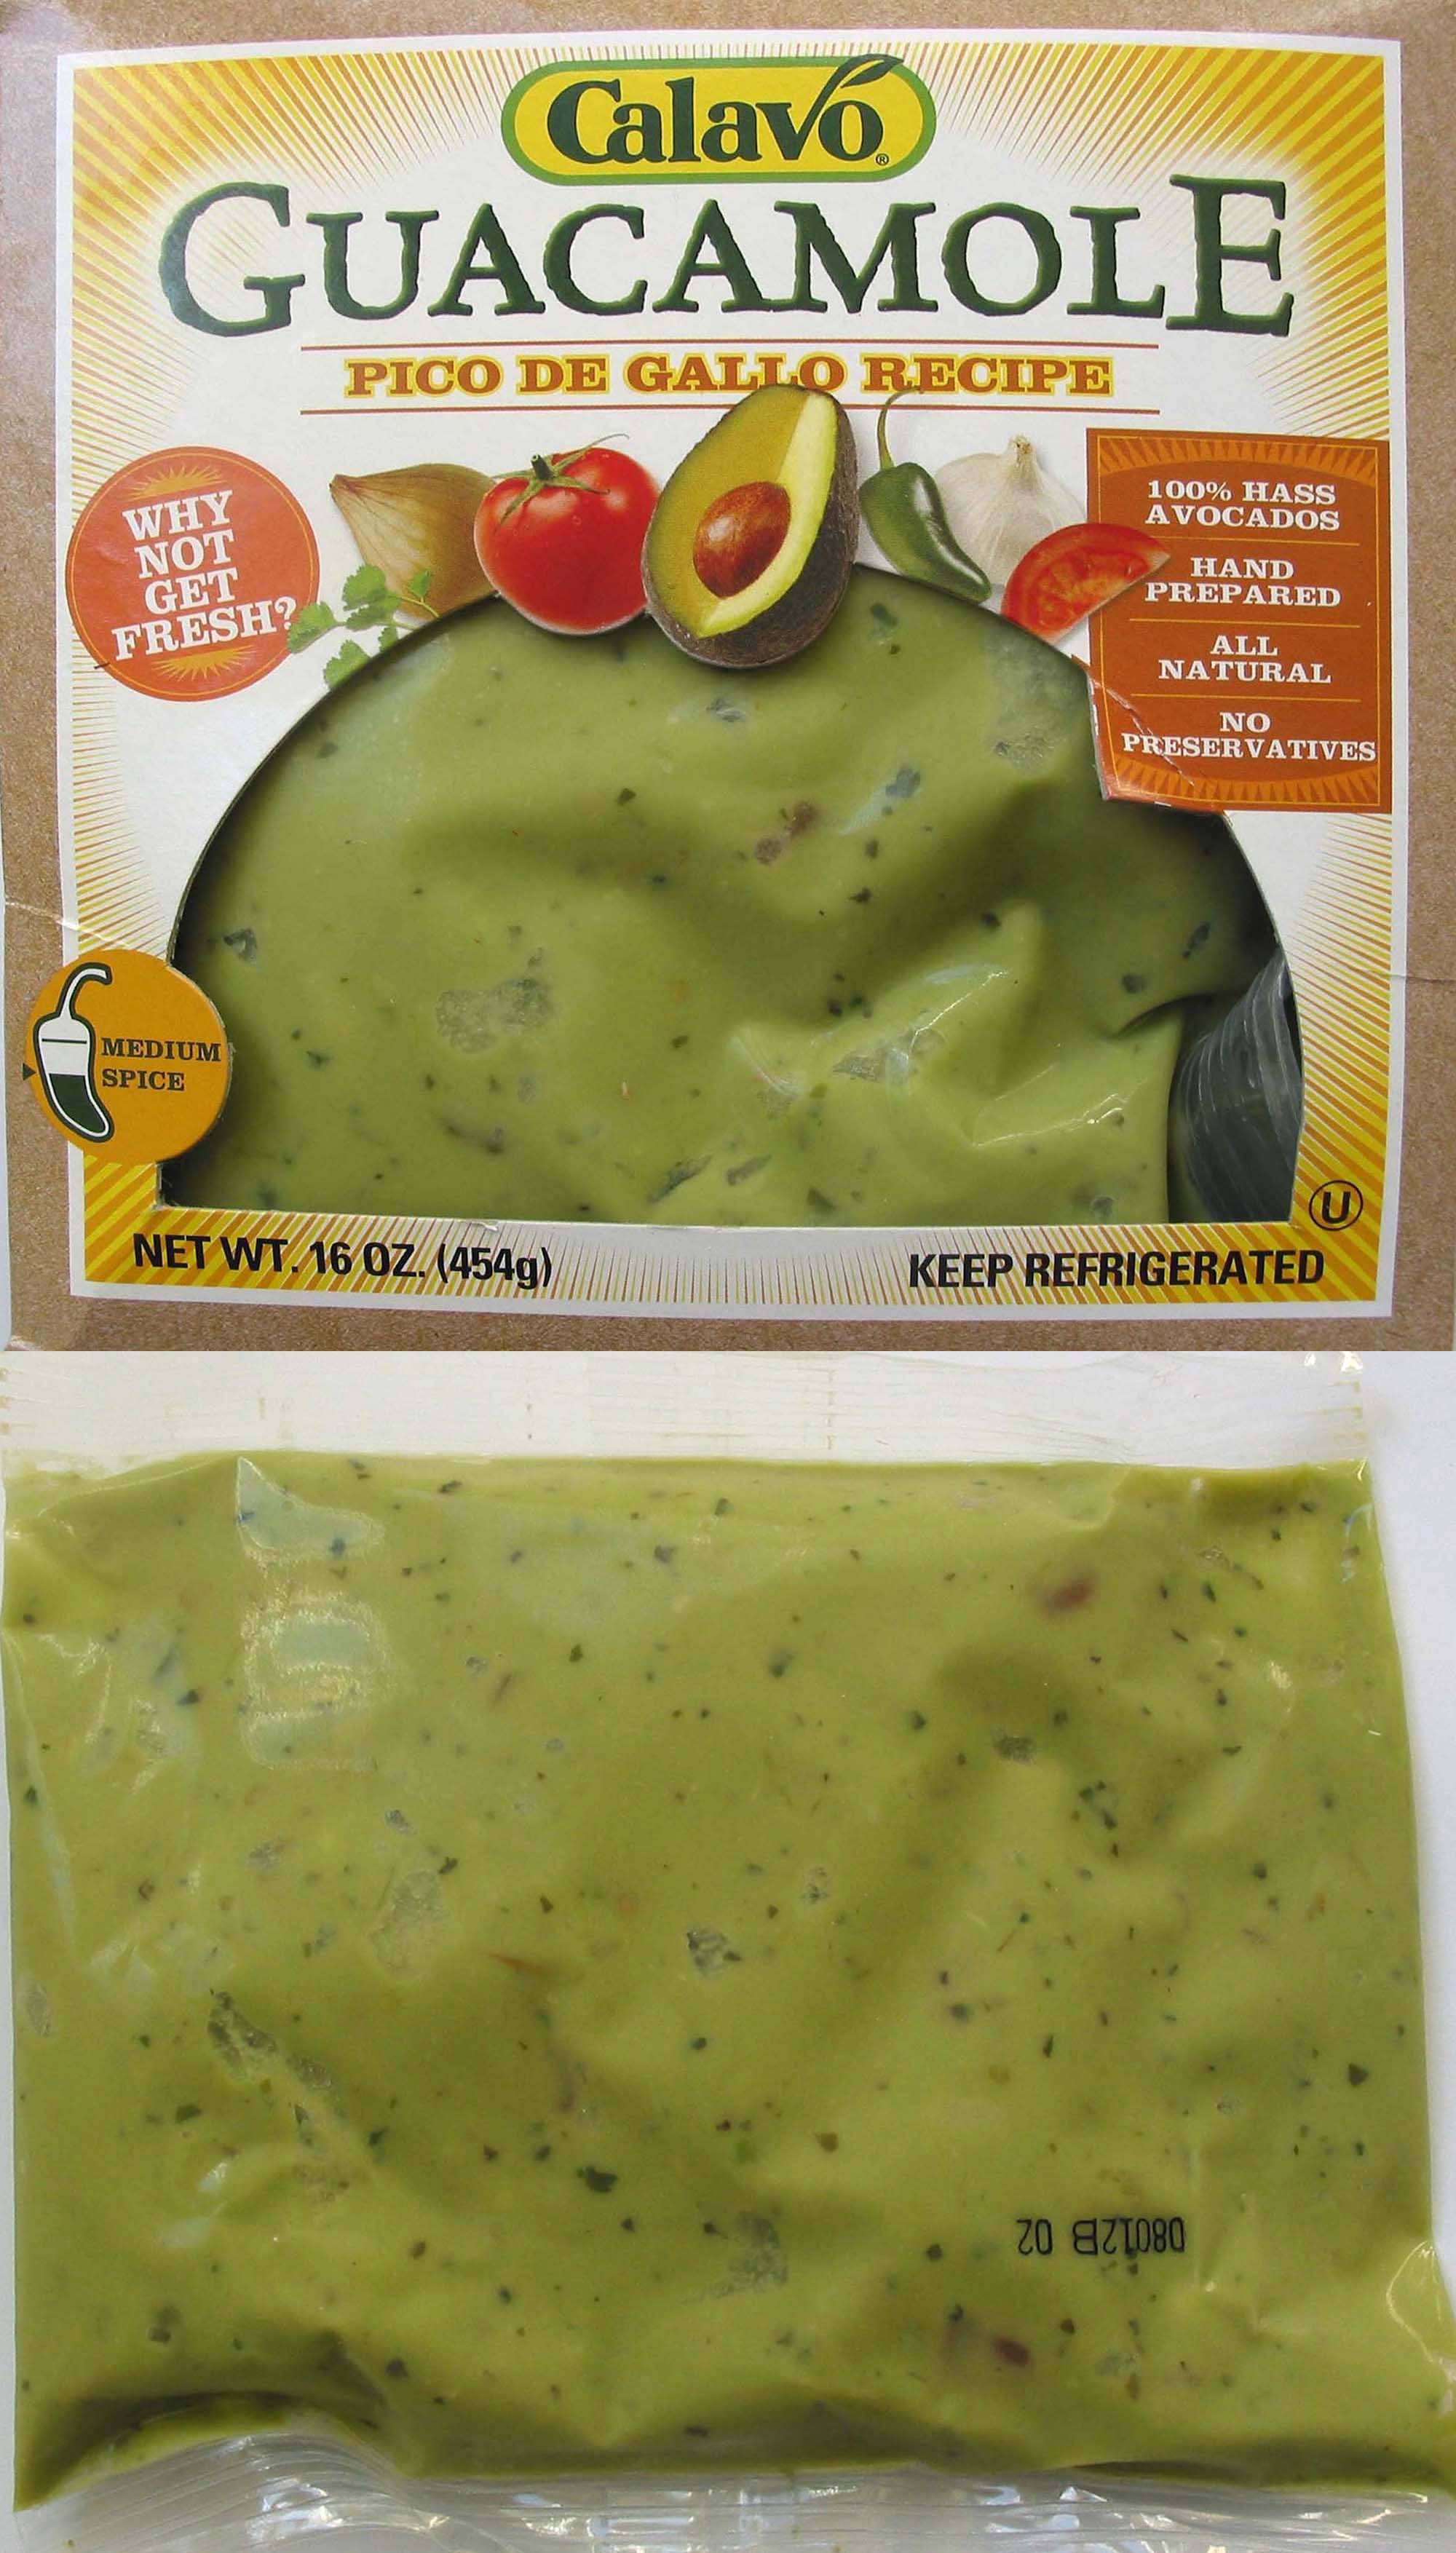 Calavo®
GUACAMOLE
PICO DE GALLO RECIPE
WHY
NOT
GET
FRESH?
100% HASS
AVOCADOS
HAND
PREPARED
ALL
NATURAL
NO
PRESERVATIVES
MEDIUM
SPICE
U
NET WT. 16 OZ. (454g)
KEEP REFRIGERATED
08012B 02